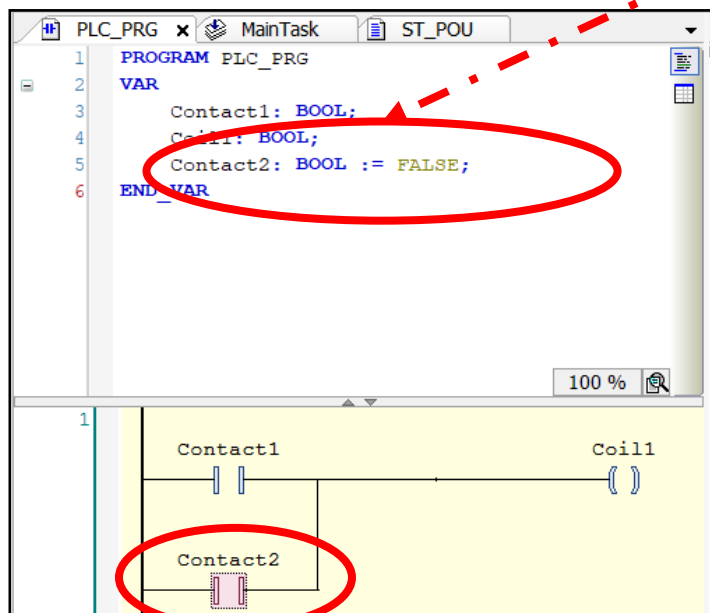 PLC_PRG MainTask ST_POU
1 PROGRAM PLC_PRG
2 VAR
3 Contact1: BOOL;
4 Coil1: BOOL;
5 Contact2: BOOL := FALSE;
6 END_VAR
100 %
1
Contact1 Coil1
Contact2